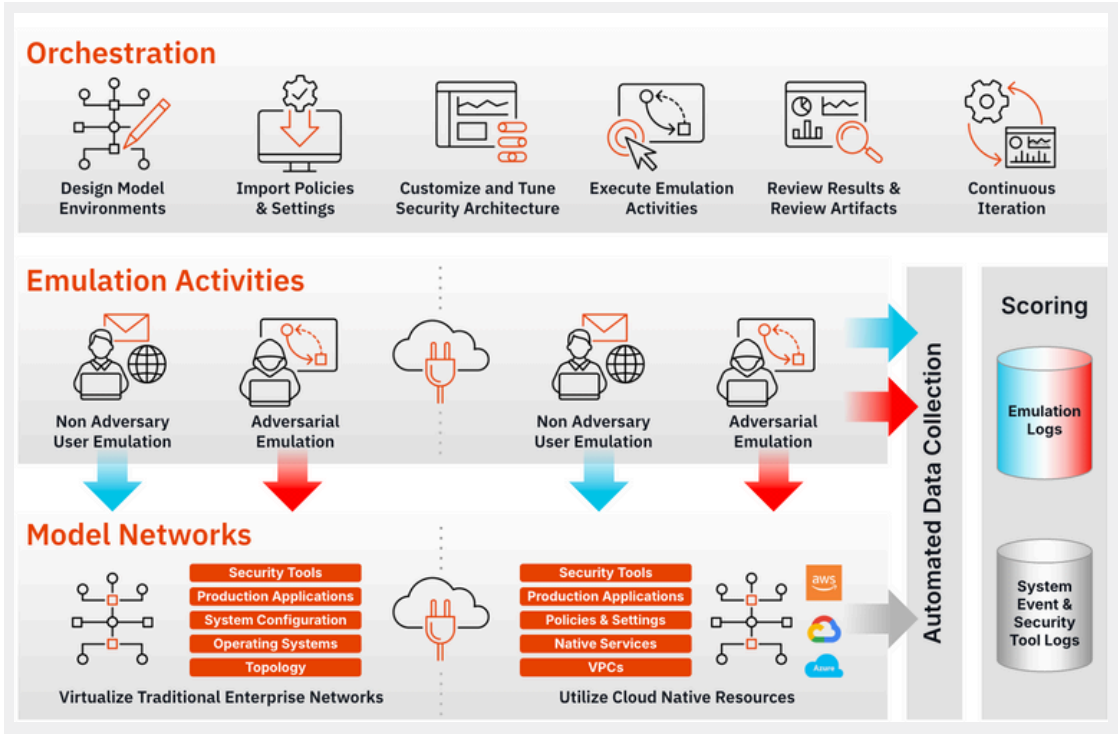 Orchestration
Design Model
Environments
Import Policies
& Settings
Customize and Tune
Security Architecture
Execute Emulation
Activities
Review Results &
Review Artifacts
Continuous
Iteration
Emulation Activities
Non Adversary
User Emulation
Adversarial
Emulation
Non Adversary
User Emulation
Adversarial
Emulation
Model Networks
Security Tools
Production Applications
System Configuration
Operating Systems
Topology
Virtualize Traditional Enterprise Networks
Security Tools
Production Applications
Policies & Settings
Native Services
VPCs
aws
Azure
Utilize Cloud Native Resources
Automated Data Collection
Scoring
Emulation
Logs
System
Event &
Security
Tool Logs